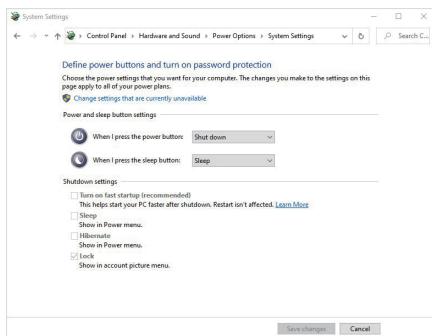 System Settings
Control Panel > Hardware and Sound > Power Options > System Settings
Search C...
Define power buttons and turn on password protection
Choose the power settings that you want for your computer. The changes you make to the settings on this
page apply to all of your power plans.
Change settings that are currently unavailable
Power and sleep button settings
When I press the power button: Shut down
When I press the sleep button: Sleep
Shutdown settings
Turn on fast startup (recommended)
This helps start your PC faster after shutdown. Restart isn't affected. Learn More
Sleep
Show in Power menu.
Hibernate
Show in Power menu.
Lock
Show in account picture menu.
Save changes Cancel